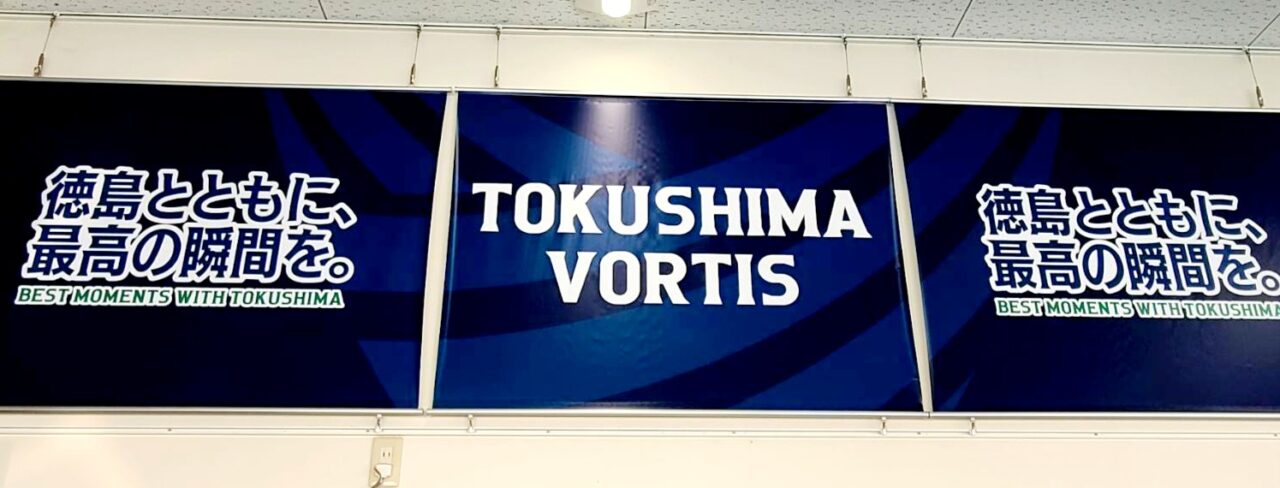 徳島とともに、
最高の瞬間を。
BEST MOMENTS WITH TOKUSHIMA
TOKUSHIMA
VORTIS
徳島とともに、
最高の瞬間を。
BEST MOMENTS WITH TOKUSHIMA